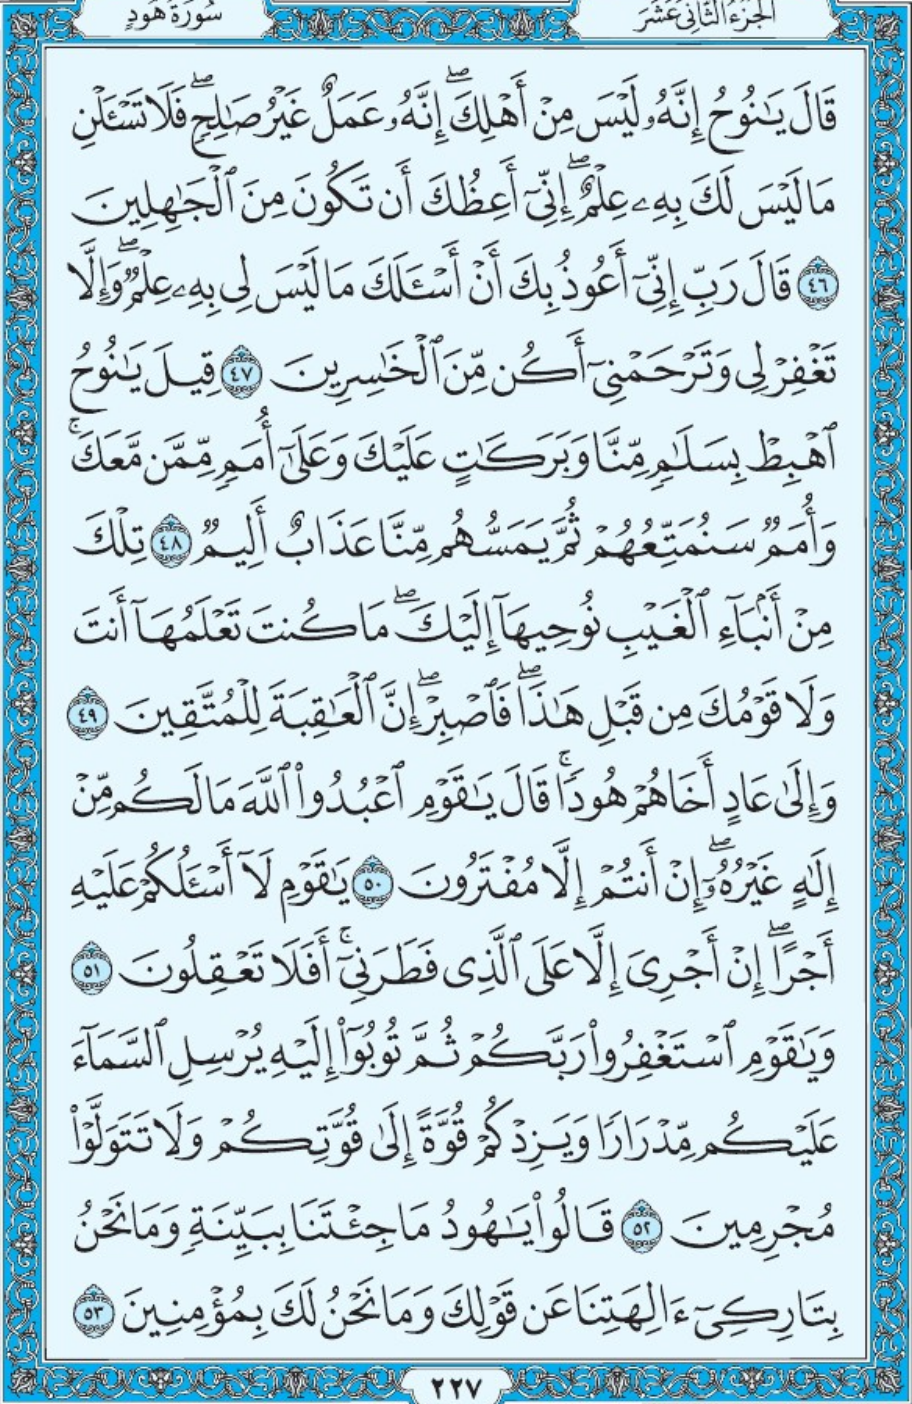 الجزء الثاني عشر
سورة هود
قَالَ يَٰنُوحُ إِنَّهُۥ لَيْسَ مِنْ أَهْلِكَ ۖ إِنَّهُۥ عَمَلٌ غَيْرُ صَٰلِحٍ ۖ فَلَا تَسْـَٔلْنِ
مَا لَيْسَ لَكَ بِهِۦ عِلْمٌ ۖ إِنِّىٓ أَعِظُكَ أَن تَكُونَ مِنَ ٱلْجَٰهِلِينَ
٤٦ قَالَ رَبِّ إِنِّىٓ أَعُوذُ بِكَ أَنْ أَسْـَٔلَكَ مَا لَيْسَ لِى بِهِۦ عِلْمٌ ۖ وَإِلَّا
تَغْفِرْ لِى وَتَرْحَمْنِىٓ أَكُن مِّنَ ٱلْخَٰسِرِينَ ٤٧ قِيلَ يَٰنُوحُ
ٱهْبِطْ بِسَلَٰمٍ مِّنَّا وَبَرَكَٰتٍ عَلَيْكَ وَعَلَىٰٓ أُمَمٍ مِّمَّن مَّعَكَ ۚ
وَأُمَمٌ سَنُمَتِّعُهُمْ ثُمَّ يَمَسُّهُم مِّنَّا عَذَابٌ أَلِيمٌ ٤٨ تِلْكَ
مِنْ أَنۢبَآءِ ٱلْغَيْبِ نُوحِيهَآ إِلَيْكَ ۖ مَا كُنتَ تَعْلَمُهَآ أَنتَ
وَلَا قَوْمُكَ مِن قَبْلِ هَٰذَا ۖ فَٱصْبِرْ ۖ إِنَّ ٱلْعَٰقِبَةَ لِلْمُتَّقِينَ ٤٩
وَإِلَىٰ عَادٍ أَخَاهُمْ هُودًا ۚ قَالَ يَٰقَوْمِ ٱعْبُدُوا۟ ٱللَّهَ مَا لَكُم مِّنْ
إِلَٰهٍ غَيْرُهُۥٓ ۖ إِنْ أَنتُمْ إِلَّا مُفْتَرُونَ ٥٠ يَٰقَوْمِ لَآ أَسْـَٔلُكُمْ عَلَيْهِ
أَجْرًا ۖ إِنْ أَجْرِىَ إِلَّا عَلَى ٱلَّذِى فَطَرَنِىٓ ۚ أَفَلَا تَعْقِلُونَ ٥١
وَيَٰقَوْمِ ٱسْتَغْفِرُوا۟ رَبَّكُمْ ثُمَّ تُوبُوٓا۟ إِلَيْهِ يُرْسِلِ ٱلسَّمَآءَ
عَلَيْكُم مِّدْرَارًا وَيَزِدْكُمْ قُوَّةً إِلَىٰ قُوَّتِكُمْ وَلَا تَتَوَلَّوْا۟
مُجْرِمِينَ ٥٢ قَالُوا۟ يَٰهُودُ مَا جِئْتَنَا بِبَيِّنَةٍ وَمَا نَحْنُ
بِتَارِكِىٓ ءَالِهَتِنَا عَن قَوْلِكَ وَمَا نَحْنُ لَكَ بِمُؤْمِنِينَ ٥٣
٢٢٧